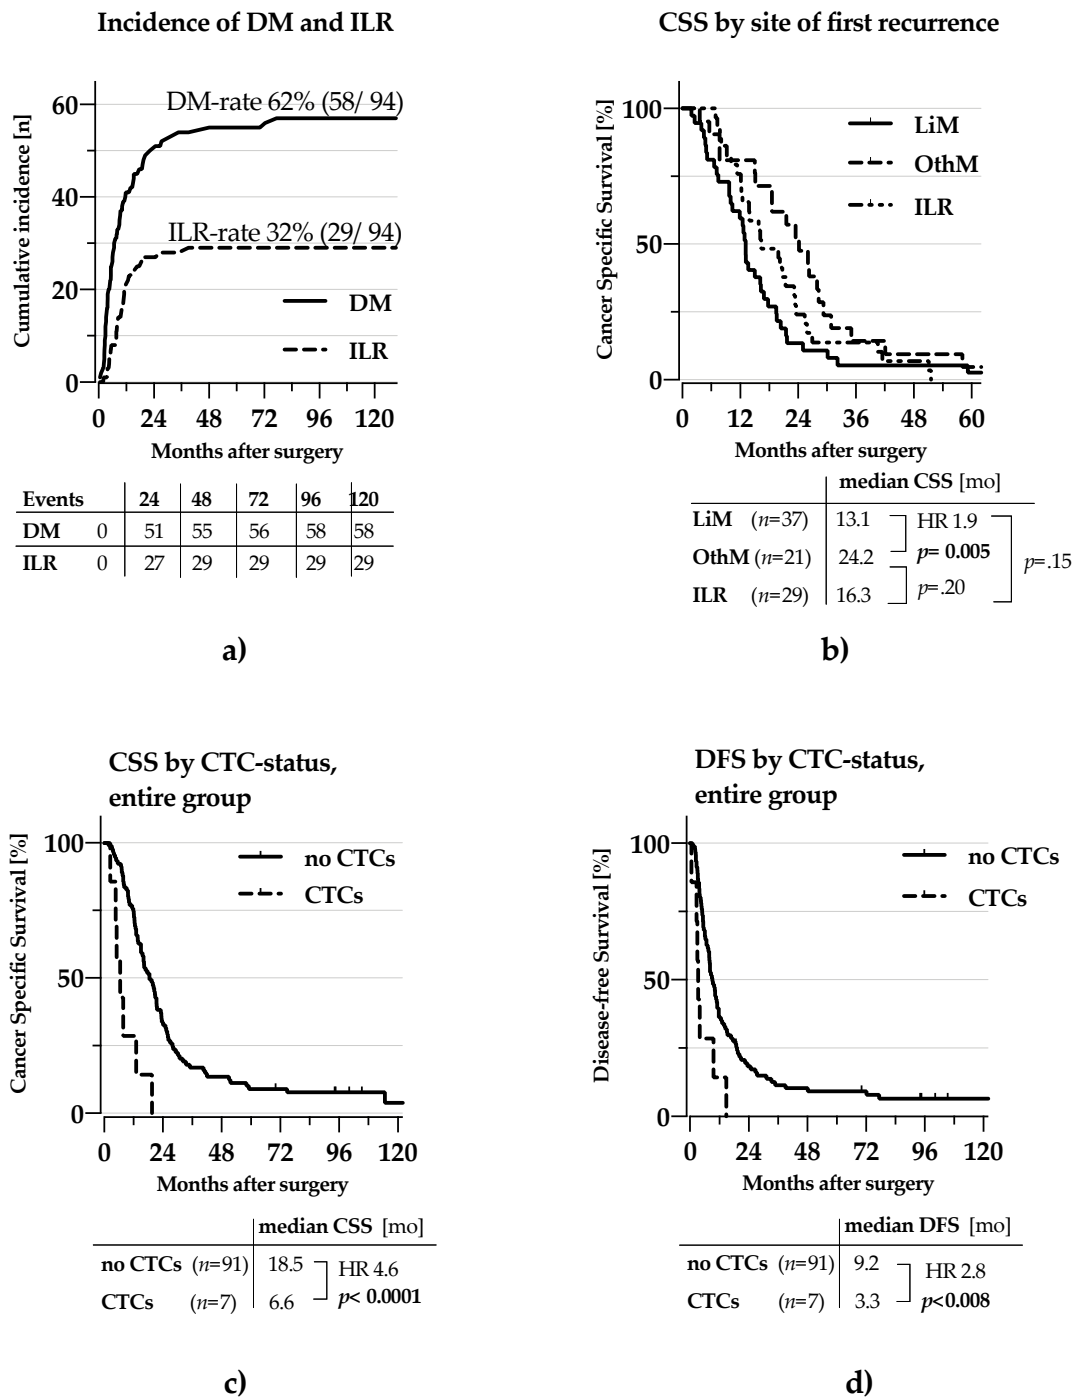 Incidence of DM and ILR
Cumulative incidence [n]
60
40
20
0
DM-rate 62% (58/ 94)
ILR-rate 32% (29/ 94)
DM
ILR
0 24 48 72 96 120
Months after surgery
Events 24 48 72 96 120
DM 0 51 55 56 58 58
ILR 0 27 29 29 29 29
a)
CSS by site of first recurrence
Cancer Specific Survival [%]
100
50
0
LiM
OthM
ILR
0 12 24 36 48 60
Months after surgery
median CSS [mo]
LiM (n=37) 13.1
OthM (n=21) 24.2
ILR (n=29) 16.3
HR 1.9
p= 0.005
p=.20
p=.15
b)
CSS by CTC-status,
entire group
Cancer Specific Survival [%]
100
50
0
no CTCs
CTCs
0 24 48 72 96 120
Months after surgery
median CSS [mo]
no CTCs (n=91) 18.5
CTCs (n=7) 6.6
HR 4.6
p< 0.0001
c)
DFS by CTC-status,
entire group
Disease-free Survival [%]
100
50
0
no CTCs
CTCs
0 24 48 72 96 120
Months after surgery
median DFS [mo]
no CTCs (n=91) 9.2
CTCs (n=7) 3.3
HR 2.8
p<0.008
d)